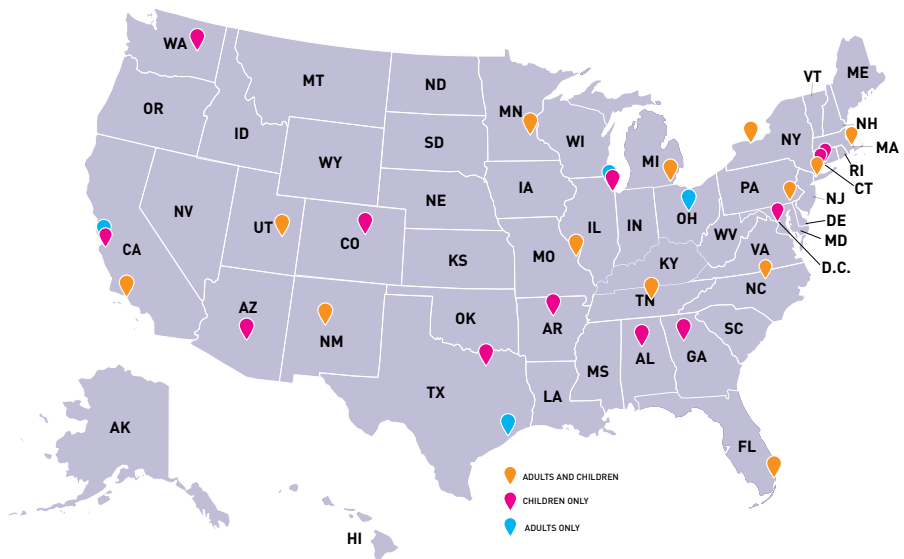 WA
MT
ND
MN
VT
ME
OR
ID
SD
WI
MI
NY
NH
MA
WY
IA
PA
RI
CT
NJ
NV
UT
NE
IL
IN
OH
DE
MD
CA
CO
KS
MO
WV
VA
D.C.
KY
AZ
NM
OK
AR
TN
NC
SC
TX
LA
MS
AL
GA
AK
FL
HI
ADULTS AND CHILDREN
CHILDREN ONLY
ADULTS ONLY